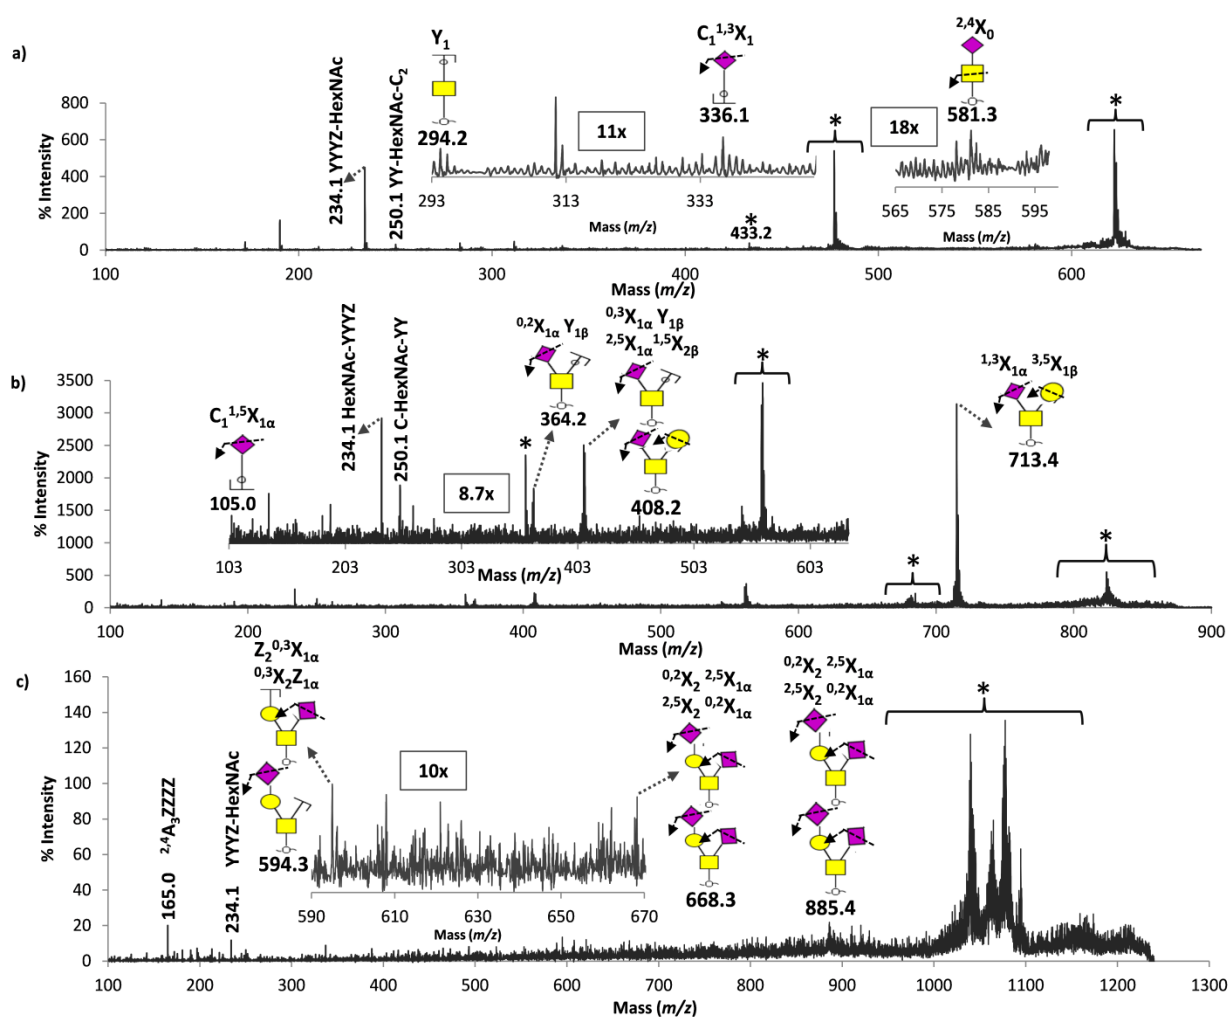 a)
% Intensity
800
600
400
200
0
100
200
300
400
500
600
Mass (m/z)
234.1 YYYZ-HexNAc
250.1 YY-HexNAc-C2
Y1
294.2
11x
C1 1,3X1
336.1
293
313
333
Mass (m/z)
*
433.2
*
18x
2,4X0
581.3
565
575
585
595
Mass (m/z)
*
b)
% Intensity
3500
3000
2500
2000
1500
1000
500
0
100
200
300
400
500
600
700
800
900
Mass (m/z)
C1 1,5X1α
105.0
234.1 HexNAc-YYYZ
250.1 C-HexNAc-YY
8.7x
*
0,2X1α Y1β
364.2
0,3X1α Y1β
2,5X1α 1,5X2β
408.2
*
103
203
303
403
503
603
Mass (m/z)
*
1,3X1α 3,5X1β
713.4
*
c)
% Intensity
160
140
120
100
80
60
40
20
0
100
200
300
400
500
600
700
800
900
1000
1100
1200
1300
Mass (m/z)
165.0 2,4A3ZZZZ
234.1 YYYZ-HexNAc
Z2 0,3X1α
0,3X2Z1α
594.3
10x
590
610
630
650
670
Mass (m/z)
0,2X2 2,5X1α
2,5X2 0,2X1α
668.3
0,2X2 2,5X1α
2,5X2 0,2X1α
885.4
*